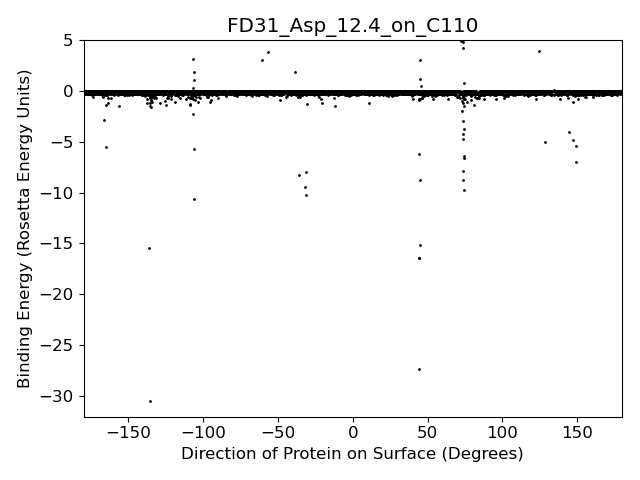 FD31_Asp_12.4_on_C110
Binding Energy (Rosetta Energy Units)
5
0
−5
−10
−15
−20
−25
−30
−150 −100 −50 0 50 100 150
Direction of Protein on Surface (Degrees)